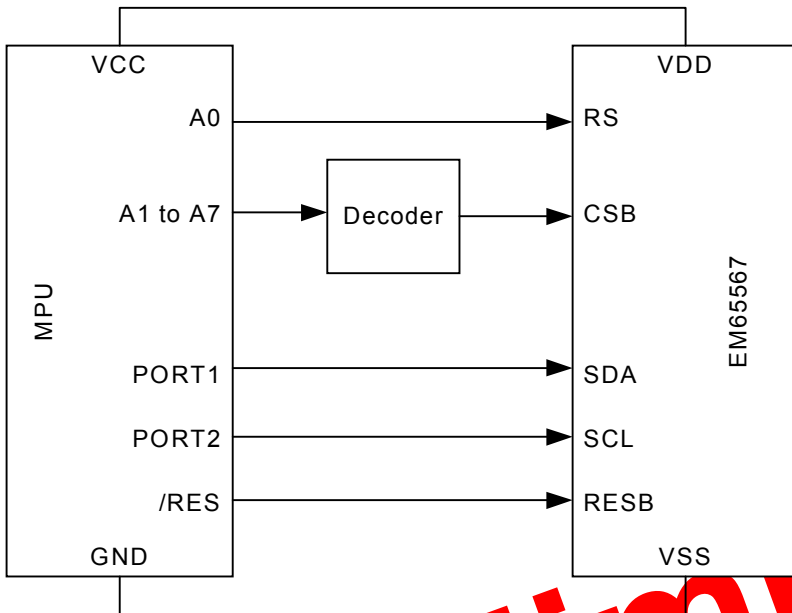 VCC
VDD
A0
RS
A1 to A7
Decoder
CSB
MPU
EM65567
PORT1
SDA
PORT2
SCL
/RES
RESB
GND
VSS